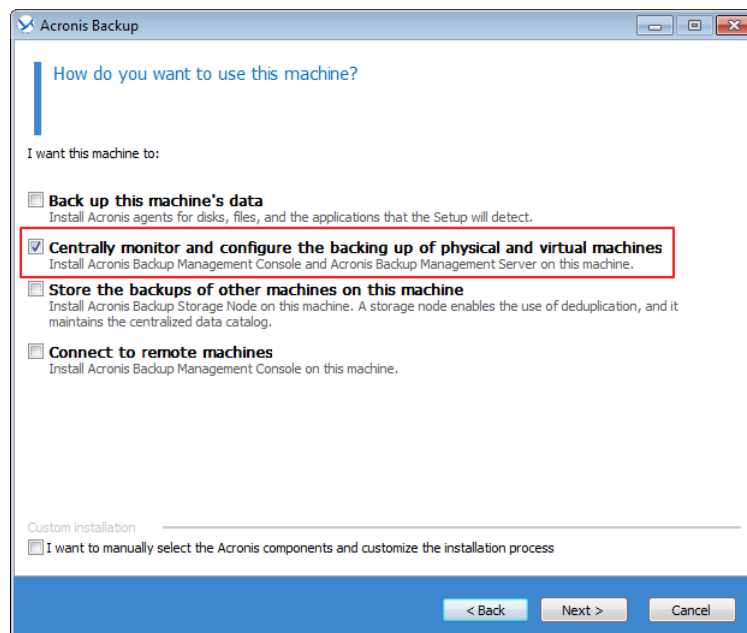 Acronis Backup
How do you want to use this machine?
I want this machine to:
Back up this machine's data
Install Acronis agents for disks, files, and the applications that the Setup will detect.
Centrally monitor and configure the backing up of physical and virtual machines
Install Acronis Backup Management Console and Acronis Backup Management Server on this machine.
Store the backups of other machines on this machine
Install Acronis Backup Storage Node on this machine. A storage node enables the use of deduplication, and it
maintains the centralized data catalog.
Connect to remote machines
Install Acronis Backup Management Console on this machine.
Custom installation
I want to manually select the Acronis components and customize the installation process
< Back Next > Cancel